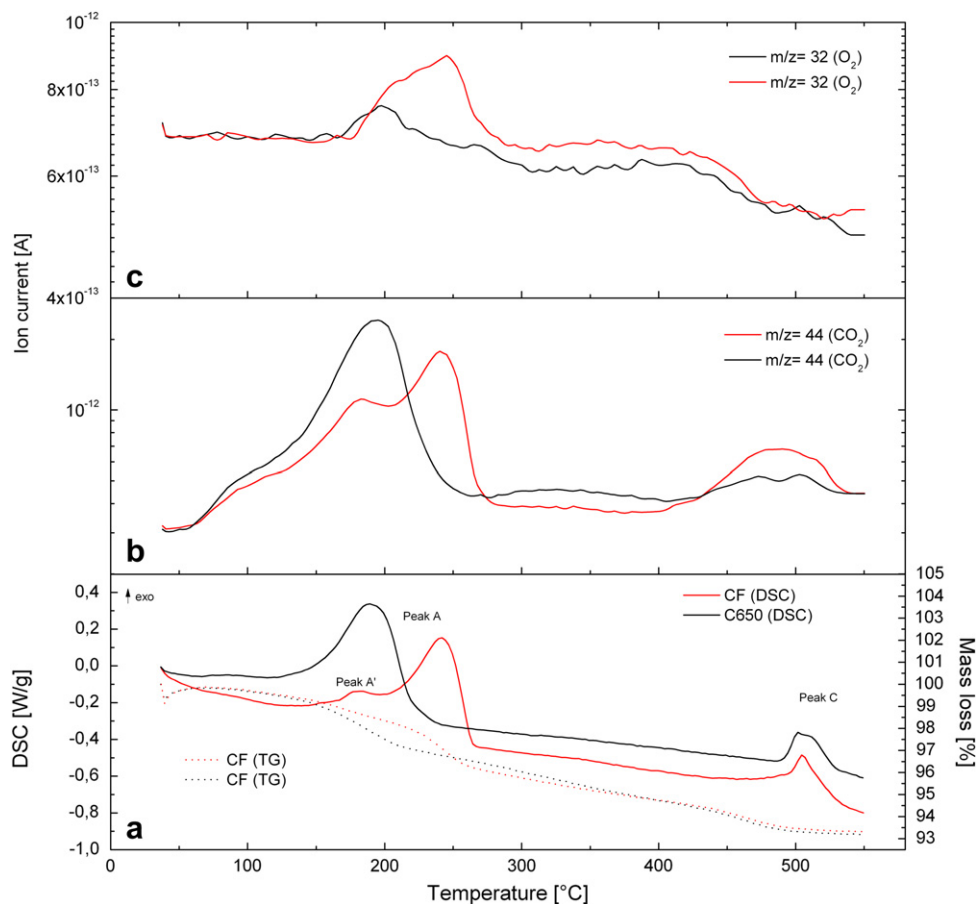 10⁻¹²
8x10⁻¹³
6x10⁻¹³
4x10⁻¹³
m/z= 32 (O₂)
m/z= 32 (O₂)
c
Ion current [A]
10⁻¹²
m/z= 44 (CO₂)
m/z= 44 (CO₂)
b
0,4
0,2
0,0
-0,2
-0,4
-0,6
-0,8
-1,0
DSC [W/g]
exo
Peak A
Peak A'
Peak C
CF (DSC)
C650 (DSC)
CF (TG)
CF (TG)
a
105
104
103
102
101
100
99
98
97
96
95
94
93
Mass loss [%]
0 100 200 300 400 500
Temperature [°C]